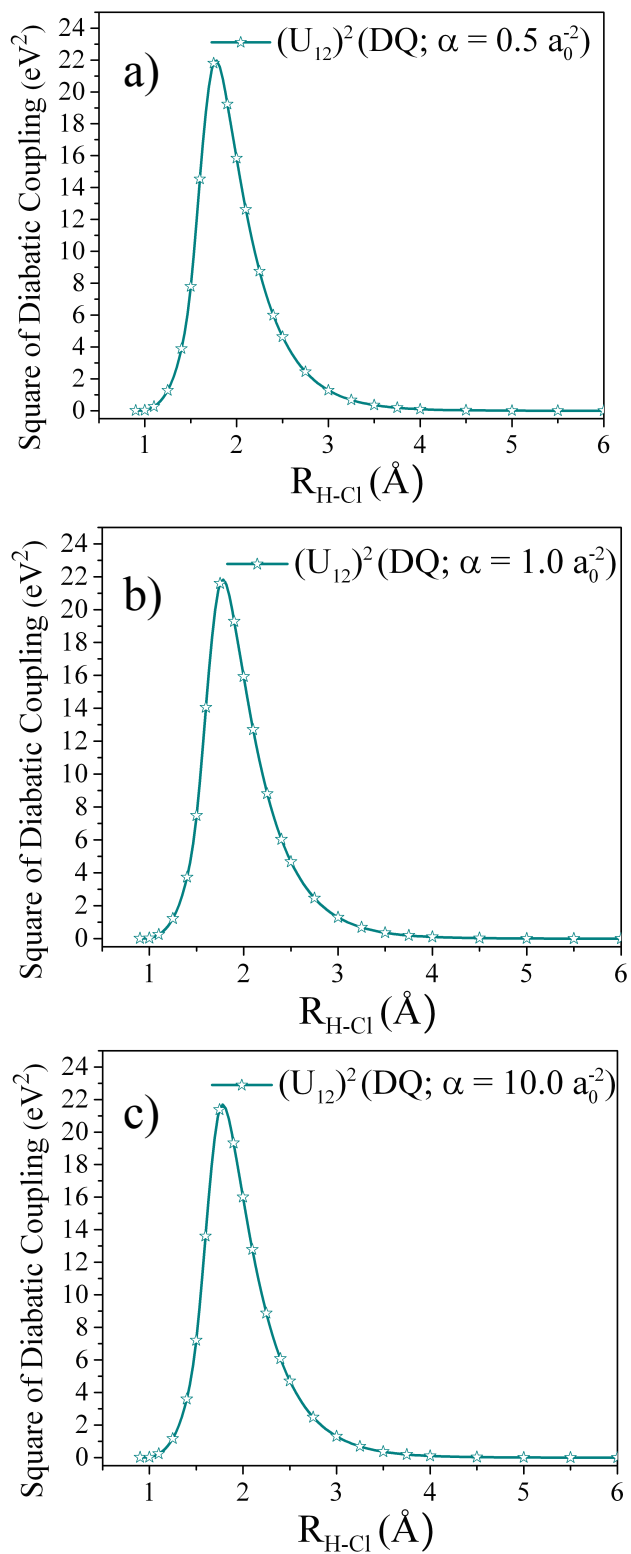 a)
(U₁₂)² (DQ; α = 0.5 a₀⁻²)
Square of Diabatic Coupling (eV²)
24
22
20
18
16
14
12
10
8
6
4
2
0
1 2 3 4 5 6
R_H-Cl (Å)
b)
(U₁₂)² (DQ; α = 1.0 a₀⁻²)
Square of Diabatic Coupling (eV²)
24
22
20
18
16
14
12
10
8
6
4
2
0
1 2 3 4 5 6
R_H-Cl (Å)
c)
(U₁₂)² (DQ; α = 10.0 a₀⁻²)
Square of Diabatic Coupling (eV²)
24
22
20
18
16
14
12
10
8
6
4
2
0
1 2 3 4 5 6
R_H-Cl (Å)